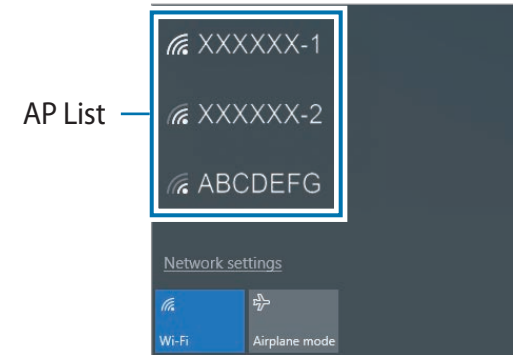 XXXXXX-1
AP List
XXXXXX-2
ABCDEFG
Network settings
Wi-Fi
Airplane mode